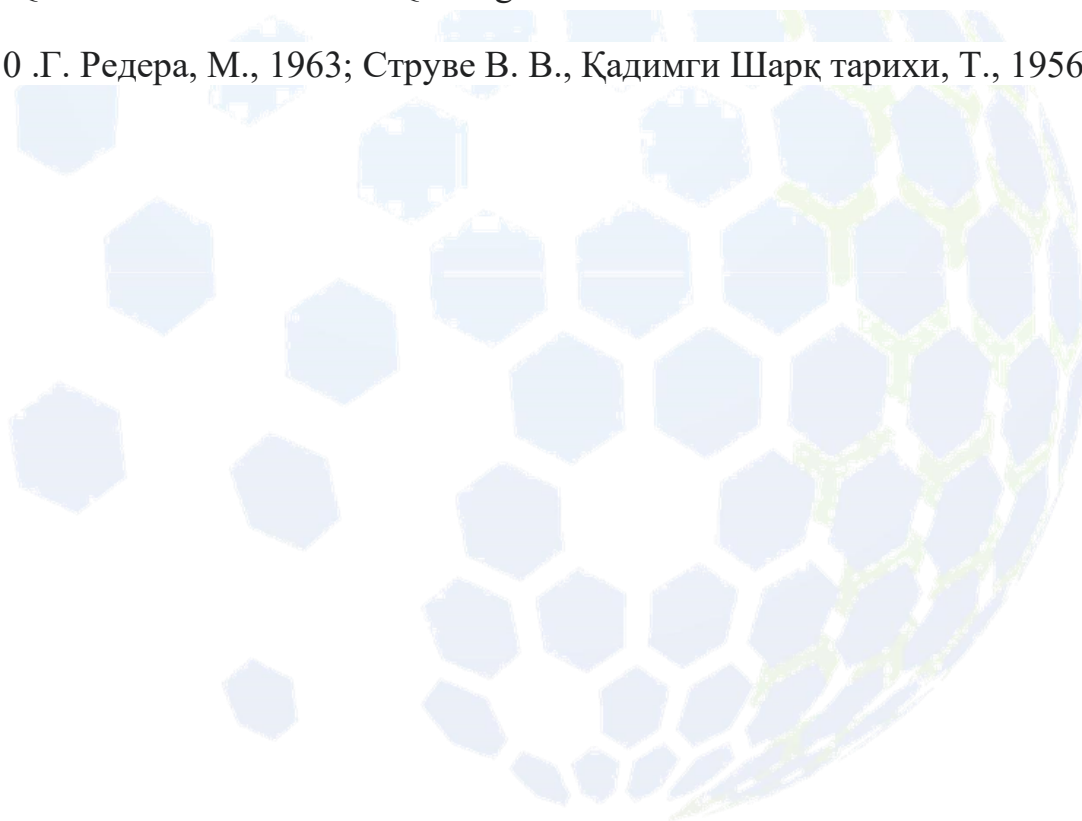 0 .Г. Редера, М., 1963; Струве В. В., Қадимги Шарқ тарихи, Т., 1956